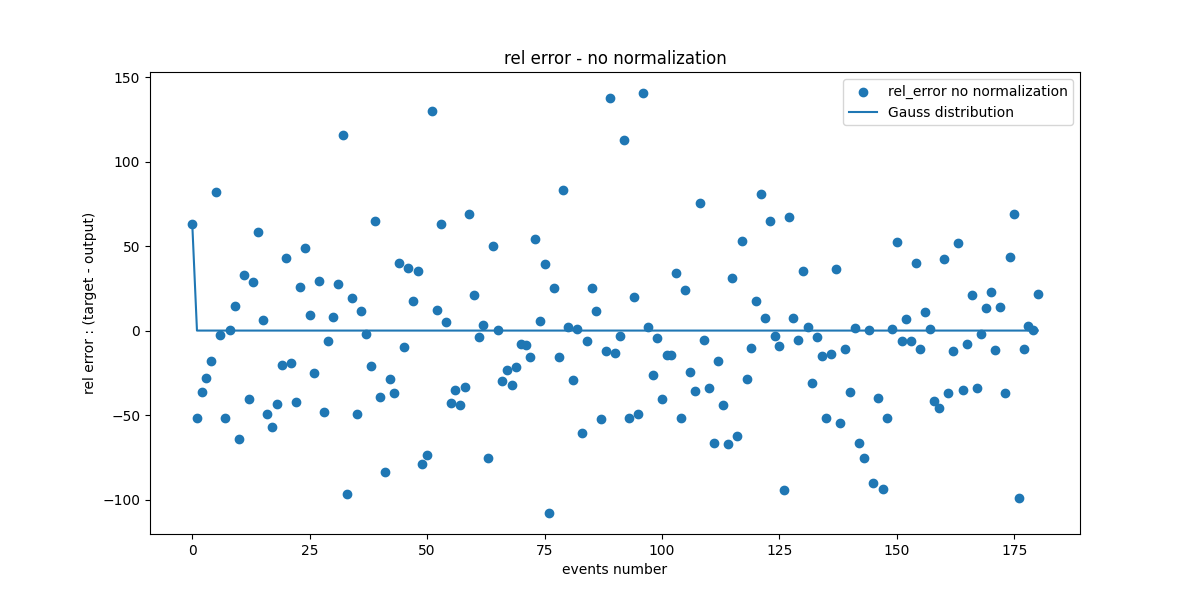 rel error - no normalization
rel_error no normalization
Gauss distribution
rel error : (target - output)
150
100
50
0
−50
−100
0 25 50 75 100 125 150 175
events number